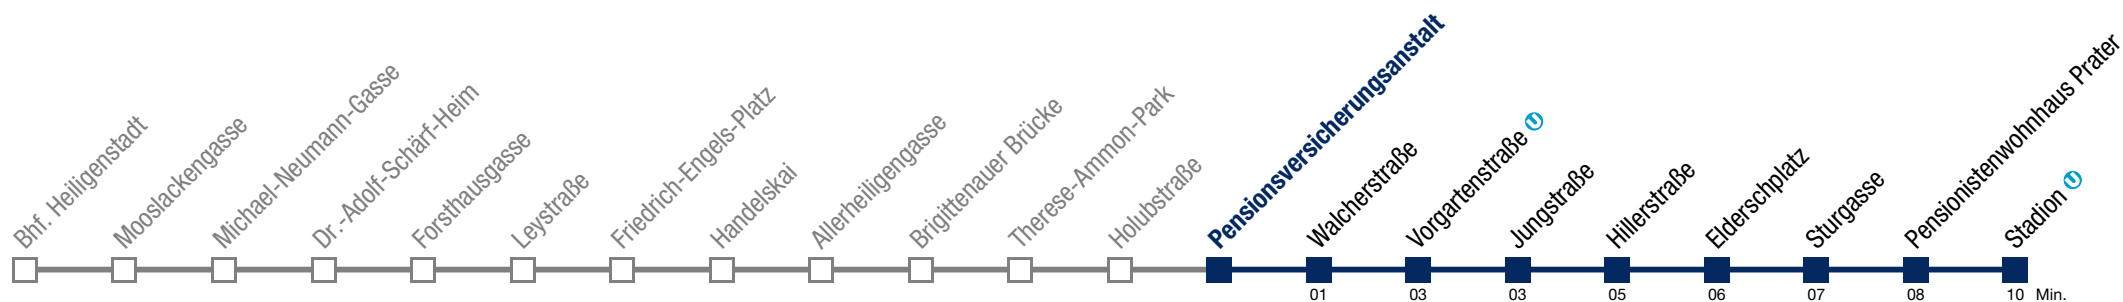 Bhf. Heiligenstadt
Mooslackengasse
Michael-Neumann-Gasse
Dr.-Adolf-Schärf-Heim
Forsthausgasse
Leystraße
Friedrich-Engels-Platz
Handelskai
Allerheiligengasse
Brigittenauer Brücke
Therese-Ammon-Park
Holubstraße
Pensionsversicherungsanstalt
Walcherstraße
Vorgartenstraße U
Jungstraße
Hillerstraße
Elderschplatz
Sturgasse
Pensionistenwohnhaus Prater
Stadion U
01 03 03 05 06 07 08 10 Min.